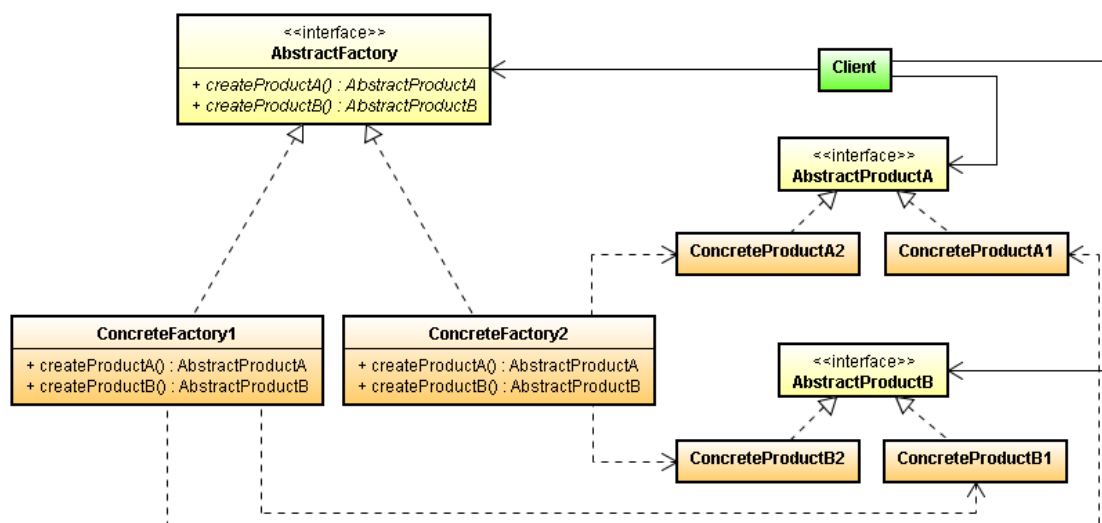 <<interface>>
AbstractFactory
+ createProductA() : AbstractProductA
+ createProductB() : AbstractProductB
Client
<<interface>>
AbstractProductA
ConcreteProductA2
ConcreteProductA1
ConcreteFactory1
+ createProductA() : AbstractProductA
+ createProductB() : AbstractProductB
ConcreteFactory2
+ createProductA() : AbstractProductA
+ createProductB() : AbstractProductB
<<interface>>
AbstractProductB
ConcreteProductB2
ConcreteProductB1